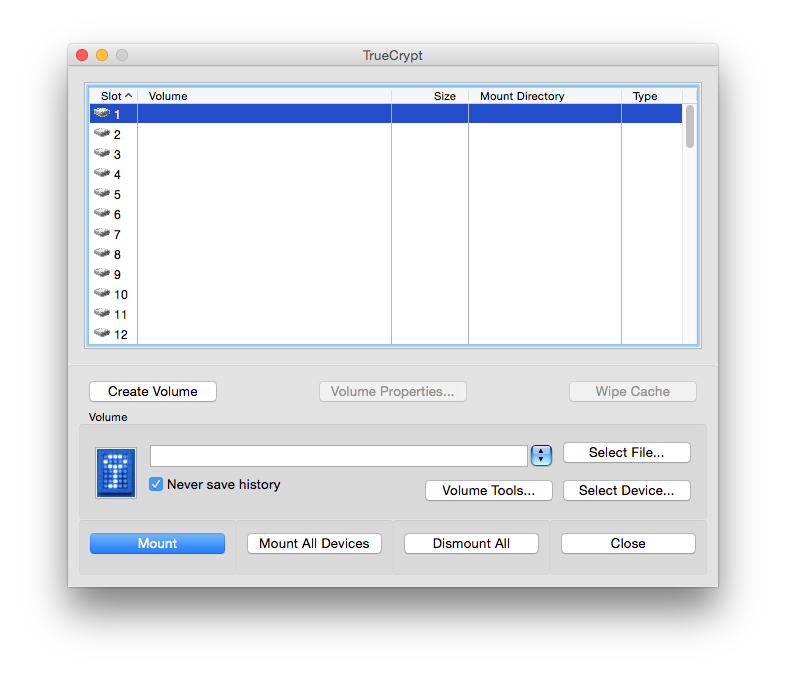 TrueCrypt
Slot Volume Size Mount Directory Type
1
2
3
4
5
6
7
8
9
10
11
12
Create Volume Volume Properties... Wipe Cache
Volume
Select File...
Never save history
Volume Tools... Select Device...
Mount Mount All Devices Dismount All Close